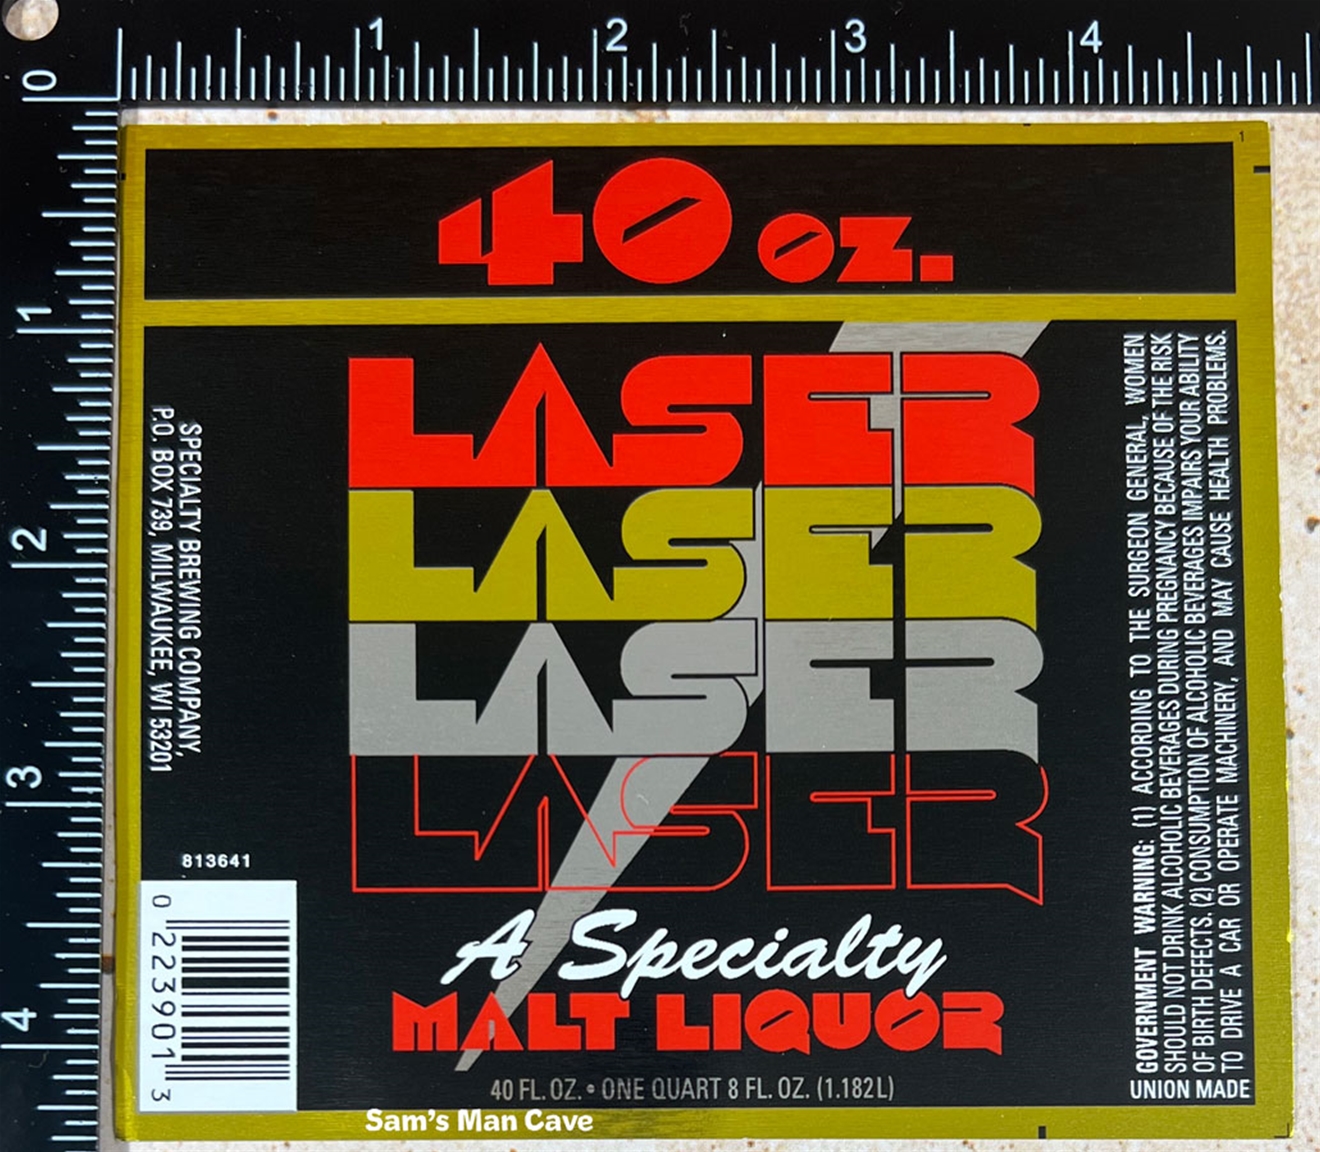 1 2 3 4
0
1
2
3
4
1
40 oz.
LASER
LASER
LASER
LASER
A Specialty
MALT LIQUOR
40 FL. OZ. • ONE QUART 8 FL. OZ. (1.182L)
SPECIALTY BREWING COMPANY,
P.O. BOX 739, MILWAUKEE, WI 53201
813641
0 223901 3
GOVERNMENT WARNING: (1) ACCORDING TO THE SURGEON GENERAL, WOMEN
SHOULD NOT DRINK ALCOHOLIC BEVERAGES DURING PREGNANCY BECAUSE OF THE RISK
OF BIRTH DEFECTS. (2) CONSUMPTION OF ALCOHOLIC BEVERAGES IMPAIRS YOUR ABILITY
TO DRIVE A CAR OR OPERATE MACHINERY, AND MAY CAUSE HEALTH PROBLEMS.
UNION MADE
Sam's Man Cave